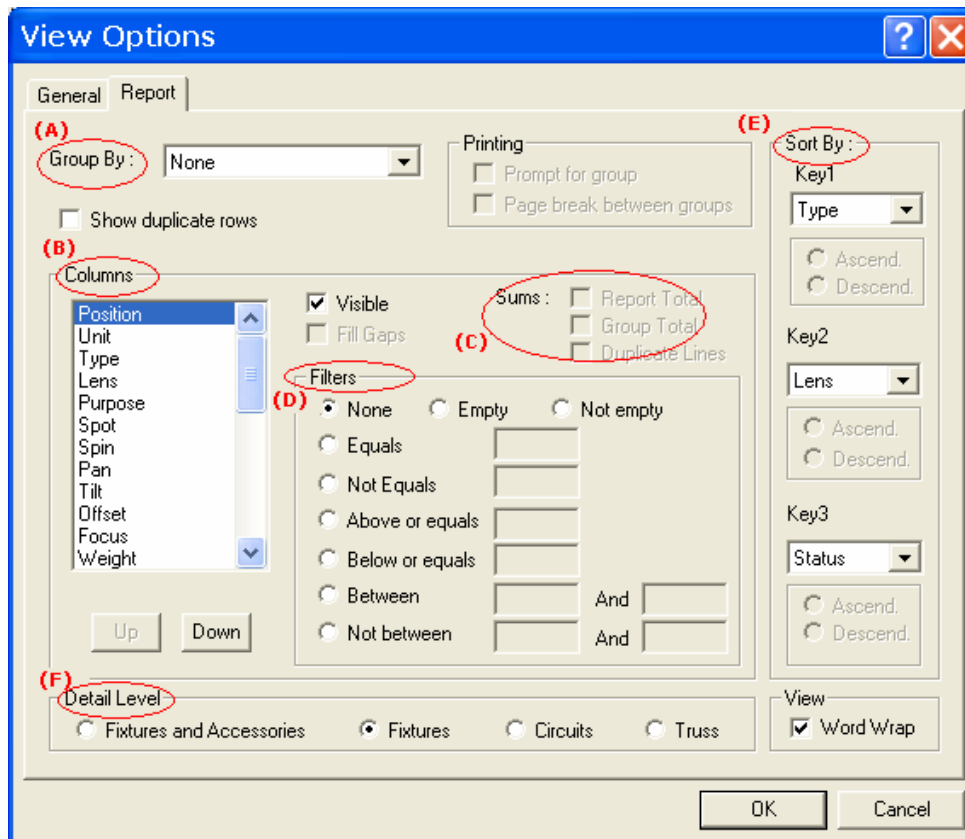 View Options
General Report
(A)
Group By :
None
Show duplicate rows
Printing
Prompt for group
Page break between groups
(B)
Columns
Position
Unit
Type
Lens
Purpose
Spot
Spin
Pan
Tilt
Offset
Focus
Weight
Up Down
Visible
Fill Gaps
(C)
Sums :
Report Total
Group Total
Duplicate Lines
(D)
Filters
None Empty Not empty
Equals
Not Equals
Above or equals
Below or equals
Between And
Not between And
(E)
Sort By :
Key1
Type
Ascend.
Descend.
Key2
Lens
Ascend.
Descend.
Key3
Status
Ascend.
Descend.
(F)
Detail Level
Fixtures and Accessories Fixtures Circuits Truss
View
Word Wrap
OK Cancel